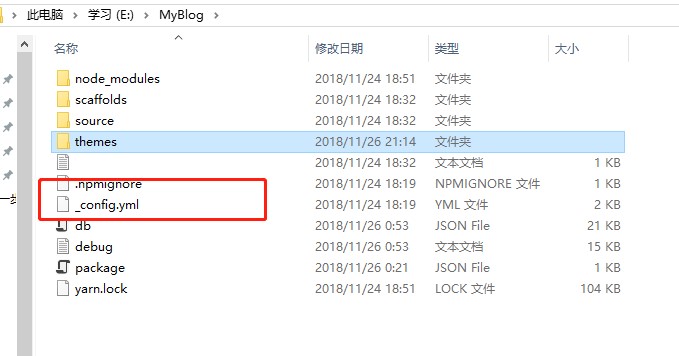 此电脑 > 学习 (E:) > MyBlog >
名称 修改日期 类型 大小
node_modules 2018/11/24 18:51 文件夹
scaffolds 2018/11/24 18:32 文件夹
source 2018/11/24 18:32 文件夹
themes 2018/11/26 21:14 文件夹
2018/11/24 18:32 文本文档 1 KB
.npmignore 2018/11/24 18:19 NPMIGNORE 文件 1 KB
_config.yml 2018/11/24 18:19 YML 文件 2 KB
一步
db 2018/11/26 0:53 JSON File 21 KB
debug 2018/11/26 0:53 文本文档 15 KB
package 2018/11/26 0:21 JSON File 1 KB
yarn.lock 2018/11/24 18:51 LOCK 文件 104 KB